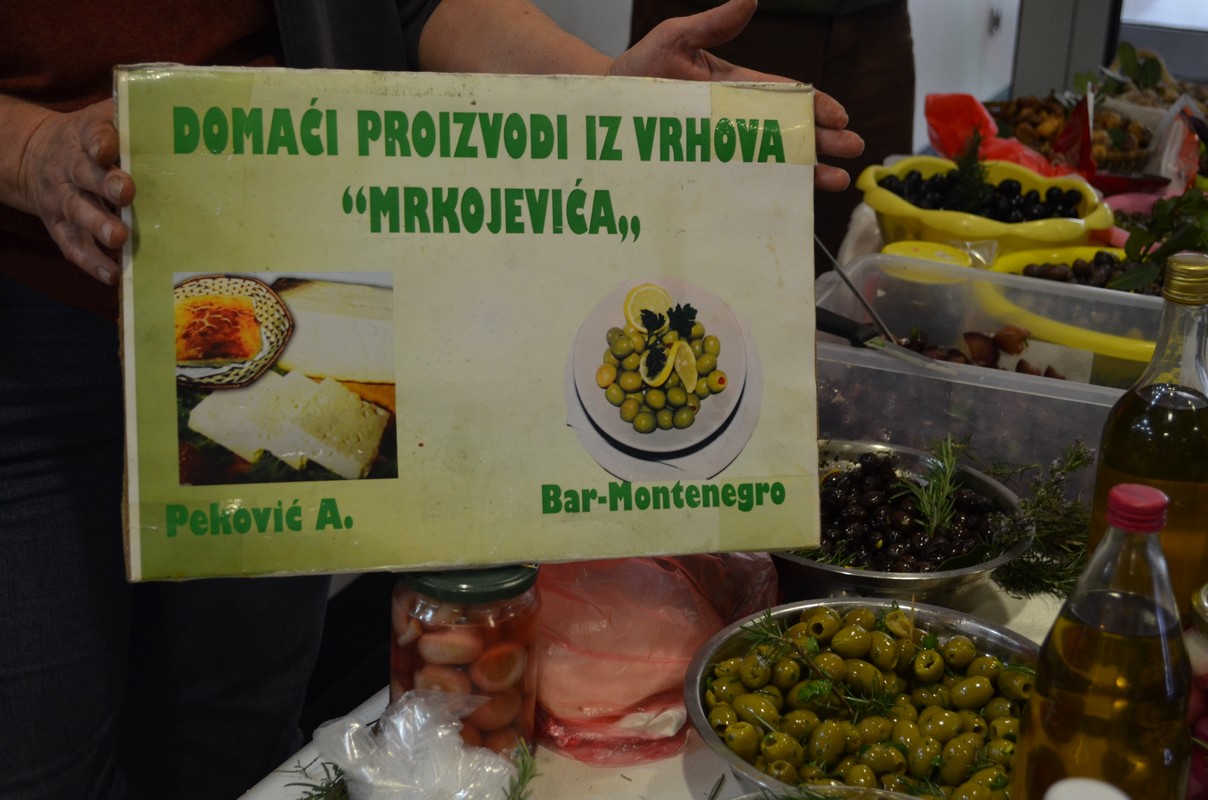 DOMAĆI PROIZVODI IZ VRHOVA
“MRKOJEVIĆA„
Peković A.
Bar-Montenegro